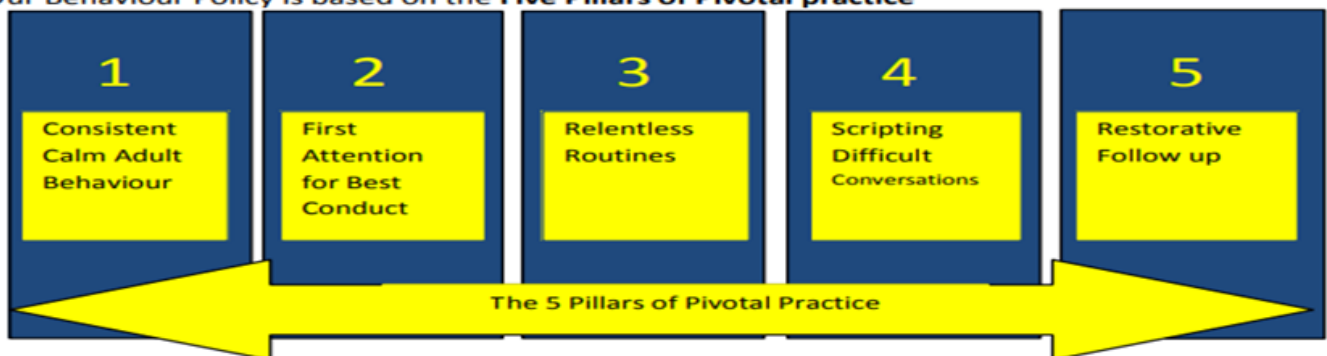 Our Behaviour Policy is based on the Five Pillars of Pivotal practice
1
Consistent
Calm Adult
Behaviour
2
First
Attention
for Best
Conduct
3
Relentless
Routines
4
Scripting
Difficult
Conversations
5
Restorative
Follow up
The 5 Pillars of Pivotal Practice